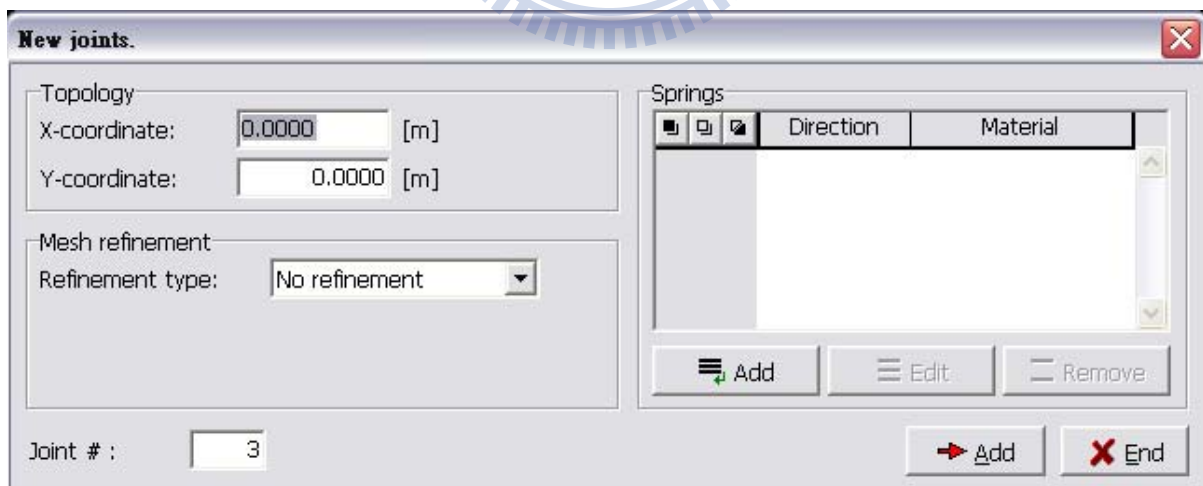 New joints.
Topology
X-coordinate: 0.0000 [m]
Y-coordinate: 0.0000 [m]
Mesh refinement
Refinement type: No refinement
Joint # : 3
Springs
Direction Material
Add Edit Remove
Add End